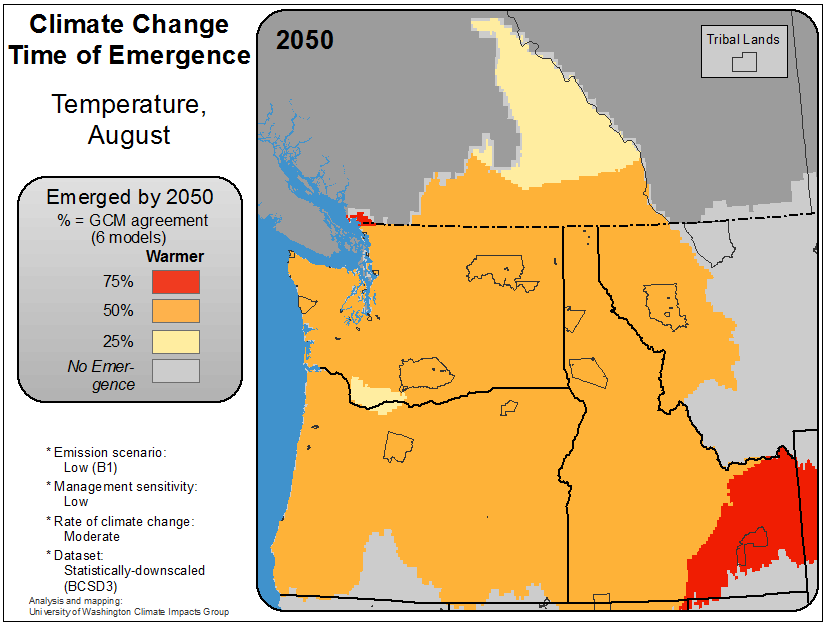 Climate Change
Time of Emergence
Temperature,
August
Emerged by 2050
% = GCM agreement
(6 models)
Warmer
75%
50%
25%
No Emer-
gence
* Emission scenario:
Low (B1)
* Management sensitivity:
Low
* Rate of climate change:
Moderate
* Dataset:
Statistically-downscaled
(BCSD3)
Analysis and mapping:
University of Washington Climate Impacts Group
2050
Tribal Lands